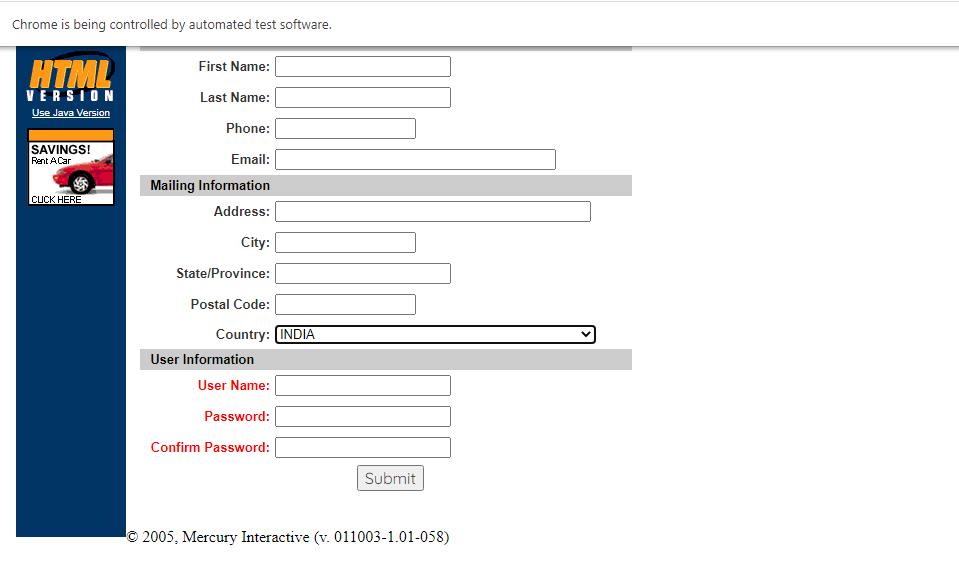 Chrome is being controlled by automated test software.
HTML
VERSION
Use Java Version
SAVINGS!
Rent A Car
CLICK HERE
First Name:
Last Name:
Phone:
Email:
Mailing Information
Address:
City:
State/Province:
Postal Code:
Country: INDIA
User Information
User Name:
Password:
Confirm Password:
Submit
© 2005, Mercury Interactive (v. 011003-1.01-058)